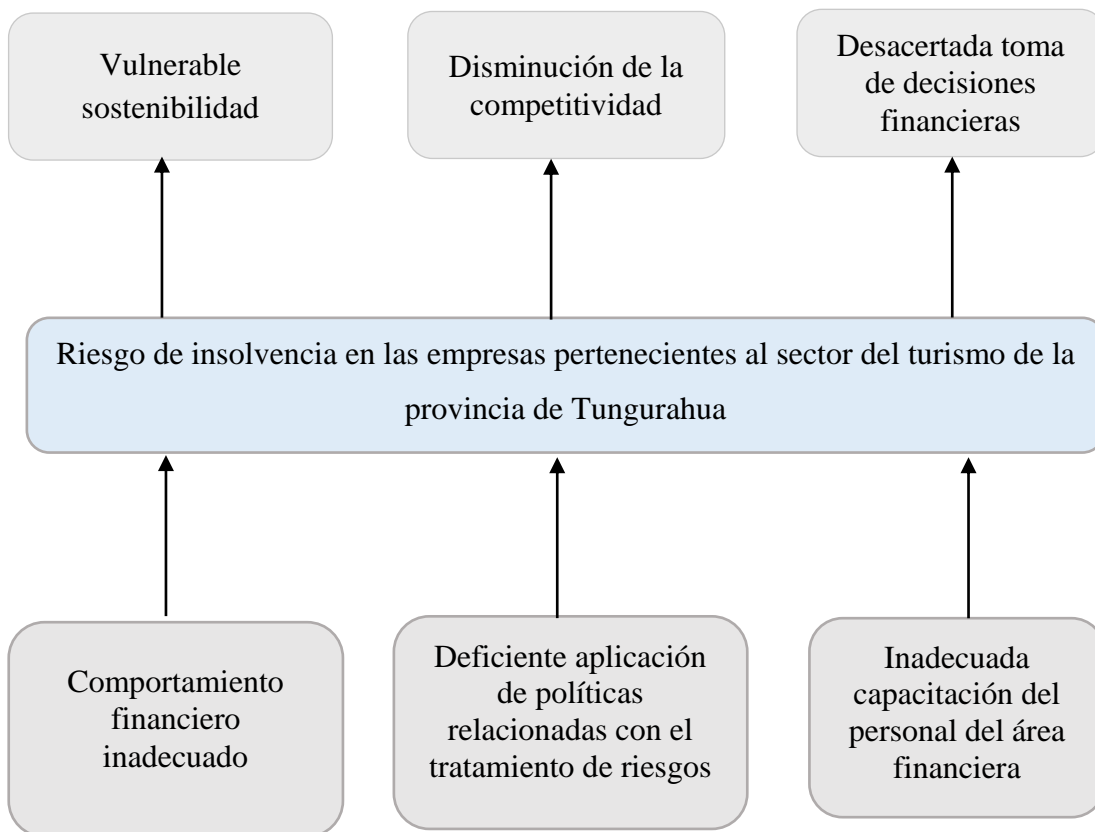 Vulnerable
sostenibilidad
Disminución de la
competitividad
Desacertada toma
de decisiones
financieras
Riesgo de insolvencia en las empresas pertenecientes al sector del turismo de la
provincia de Tungurahua
Comportamiento
financiero
inadecuado
Deficiente aplicación
de políticas
relacionadas con el
tratamiento de riesgos
Inadecuada
capacitación del
personal del área
financiera